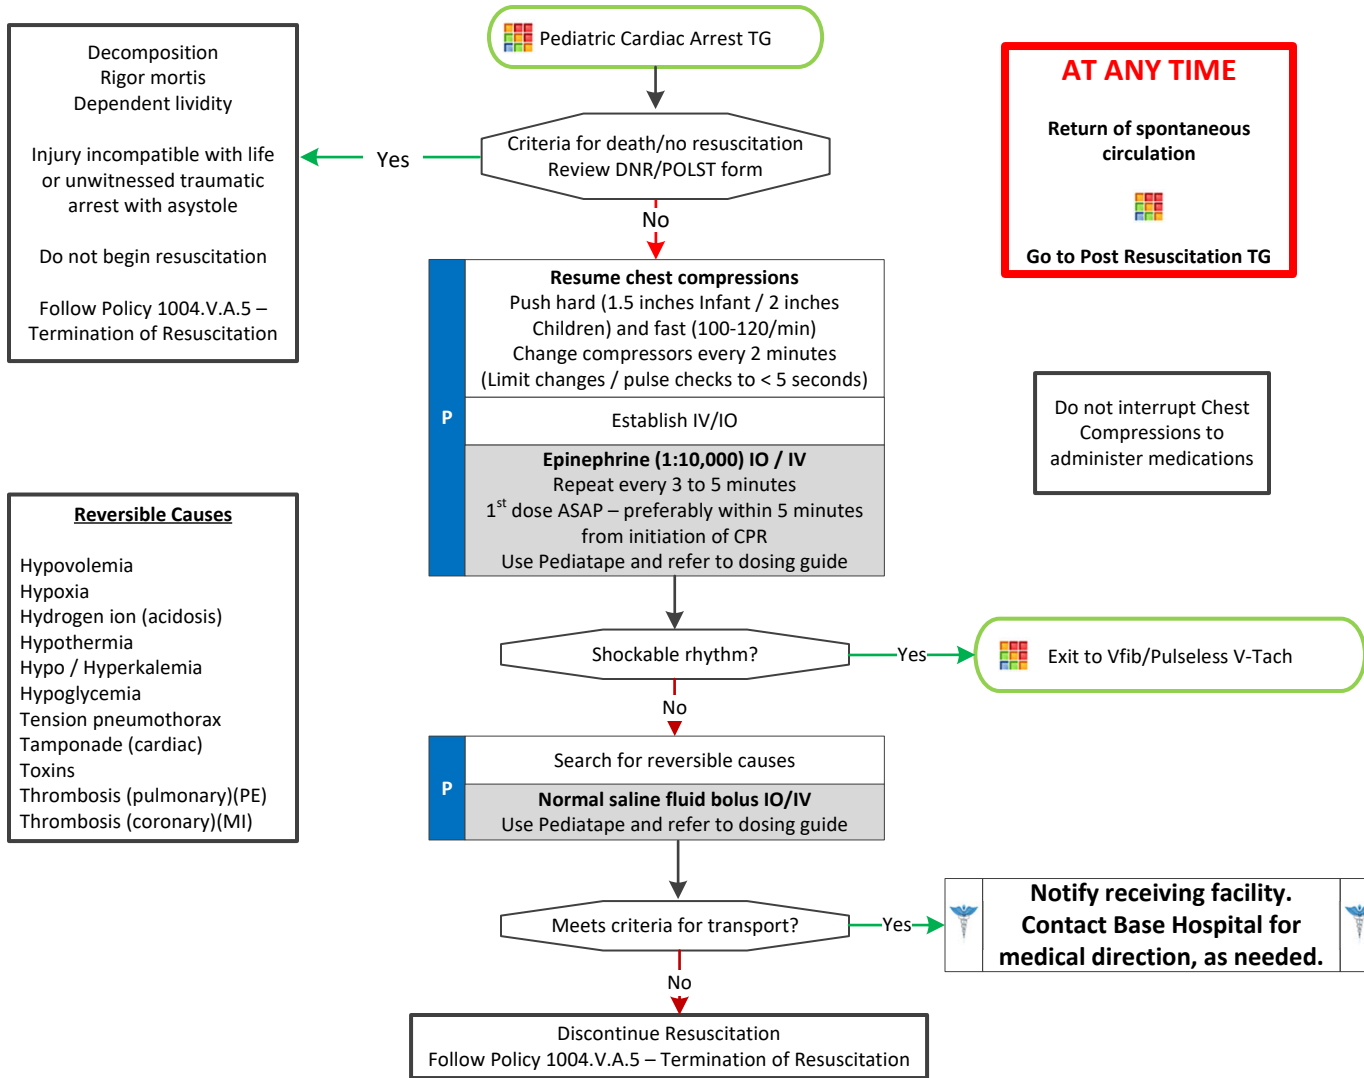 Pediatric Cardiac Arrest TG
Decomposition
Rigor mortis
Dependent lividity
Injury incompatible with life
or unwitnessed traumatic
arrest with asystole
Do not begin resuscitation
Follow Policy 1004.V.A.5 –
Termination of Resuscitation
Yes
Criteria for death/no resuscitation
Review DNR/POLST form
No
AT ANY TIME
Return of spontaneous
circulation
Go to Post Resuscitation TG
P
Resume chest compressions
Push hard (1.5 inches Infant / 2 inches
Children) and fast (100-120/min)
Change compressors every 2 minutes
(Limit changes / pulse checks to < 5 seconds)
Establish IV/IO
Epinephrine (1:10,000) IO / IV
Repeat every 3 to 5 minutes
1st dose ASAP – preferably within 5 minutes
from initiation of CPR
Use Pediatape and refer to dosing guide
Do not interrupt Chest
Compressions to
administer medications
Reversible Causes
Hypovolemia
Hypoxia
Hydrogen ion (acidosis)
Hypothermia
Hypo / Hyperkalemia
Hypoglycemia
Tension pneumothorax
Tamponade (cardiac)
Toxins
Thrombosis (pulmonary)(PE)
Thrombosis (coronary)(MI)
Shockable rhythm?
Yes
Exit to Vfib/Pulseless V-Tach
No
P
Search for reversible causes
Normal saline fluid bolus IO/IV
Use Pediatape and refer to dosing guide
Meets criteria for transport?
Yes
Notify receiving facility.
Contact Base Hospital for
medical direction, as needed.
No
Discontinue Resuscitation
Follow Policy 1004.V.A.5 – Termination of Resuscitation